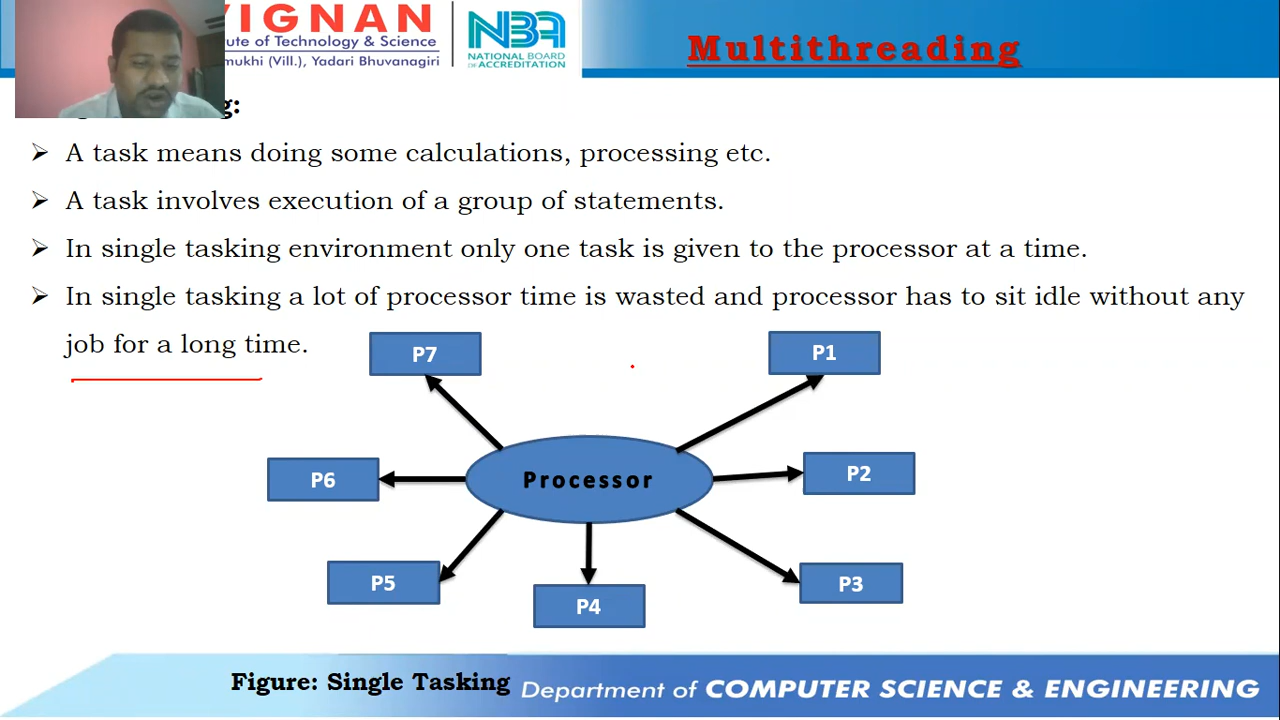 VIGNAN
itute of Technology & Science
mukhi (Vill.), Yadari Bhuvanagiri
NBA
NATIONAL BOARD
OF ACCREDITATION
Multithreading
g:
➢ A task means doing some calculations, processing etc.
➢ A task involves execution of a group of statements.
➢ In single tasking environment only one task is given to the processor at a time.
➢ In single tasking a lot of processor time is wasted and processor has to sit idle without any
job for a long time.
P7
P1
P6
Processor
P2
P5
P4
P3
Figure: Single Tasking
Department of COMPUTER SCIENCE & ENGINEERING